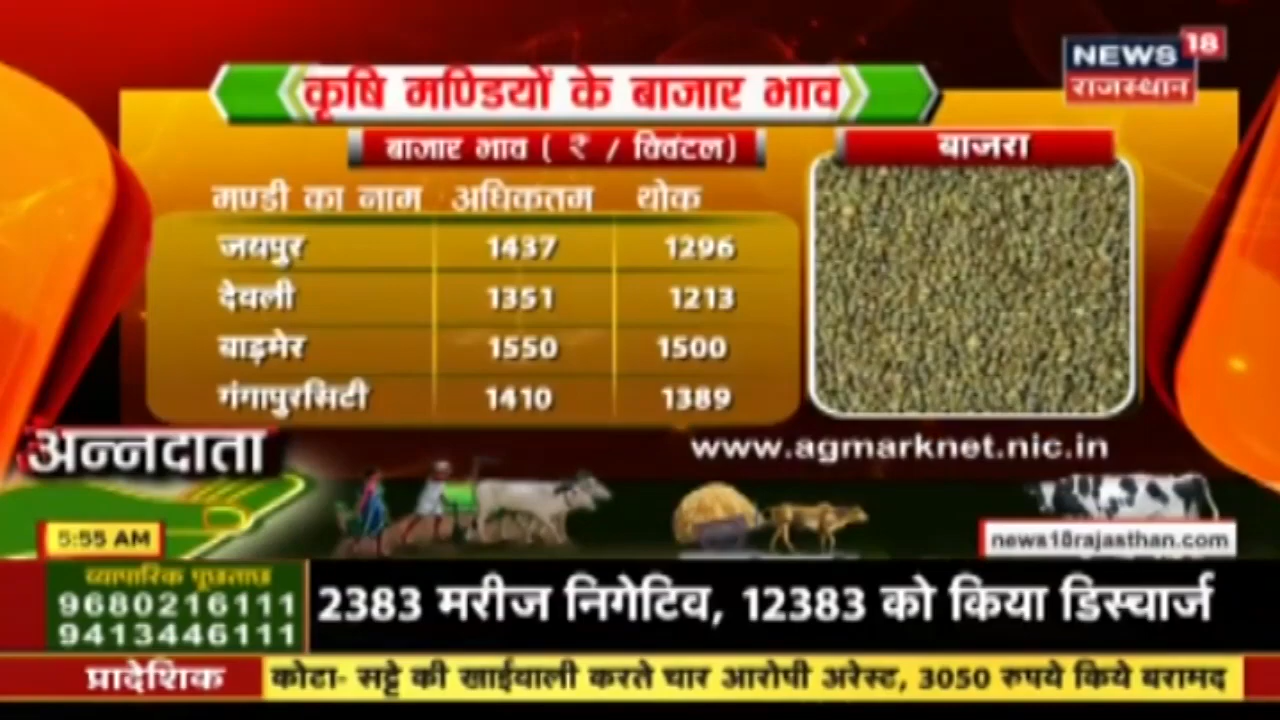 NEWS 18
राजस्थान
कृषि मण्डियों के बाजार भाव
बाजार भाव ( ₹ / क्विंटल)
बाजरा
मण्डी का नाम अधिकतम थोक
जयपुर 1437 1296
देवली 1351 1213
बाड़मेर 1550 1500
गंगापुरसिटी 1410 1389
अन्नदाता
www.agmarknet.nic.in
5:55 AM
news18rajasthan.com
व्यापारिक पूछताछ
9680216111
9413446111
2383 मरीज निगेटिव, 12383 को किया डिस्चार्ज
प्रादेशिक
कोटा- सट्टे की खाईवाली करते चार आरोपी अरेस्ट, 3050 रुपये किये बरामद